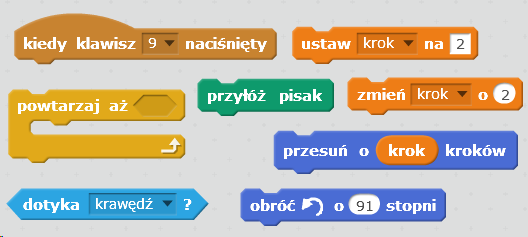 kiedy klawisz 9 naciśnięty
ustaw krok na 2
powtarzaj aż
przyłóż pisak
zmień krok o 2
przesuń o krok kroków
dotyka krawędź ?
obróć o 91 stopni